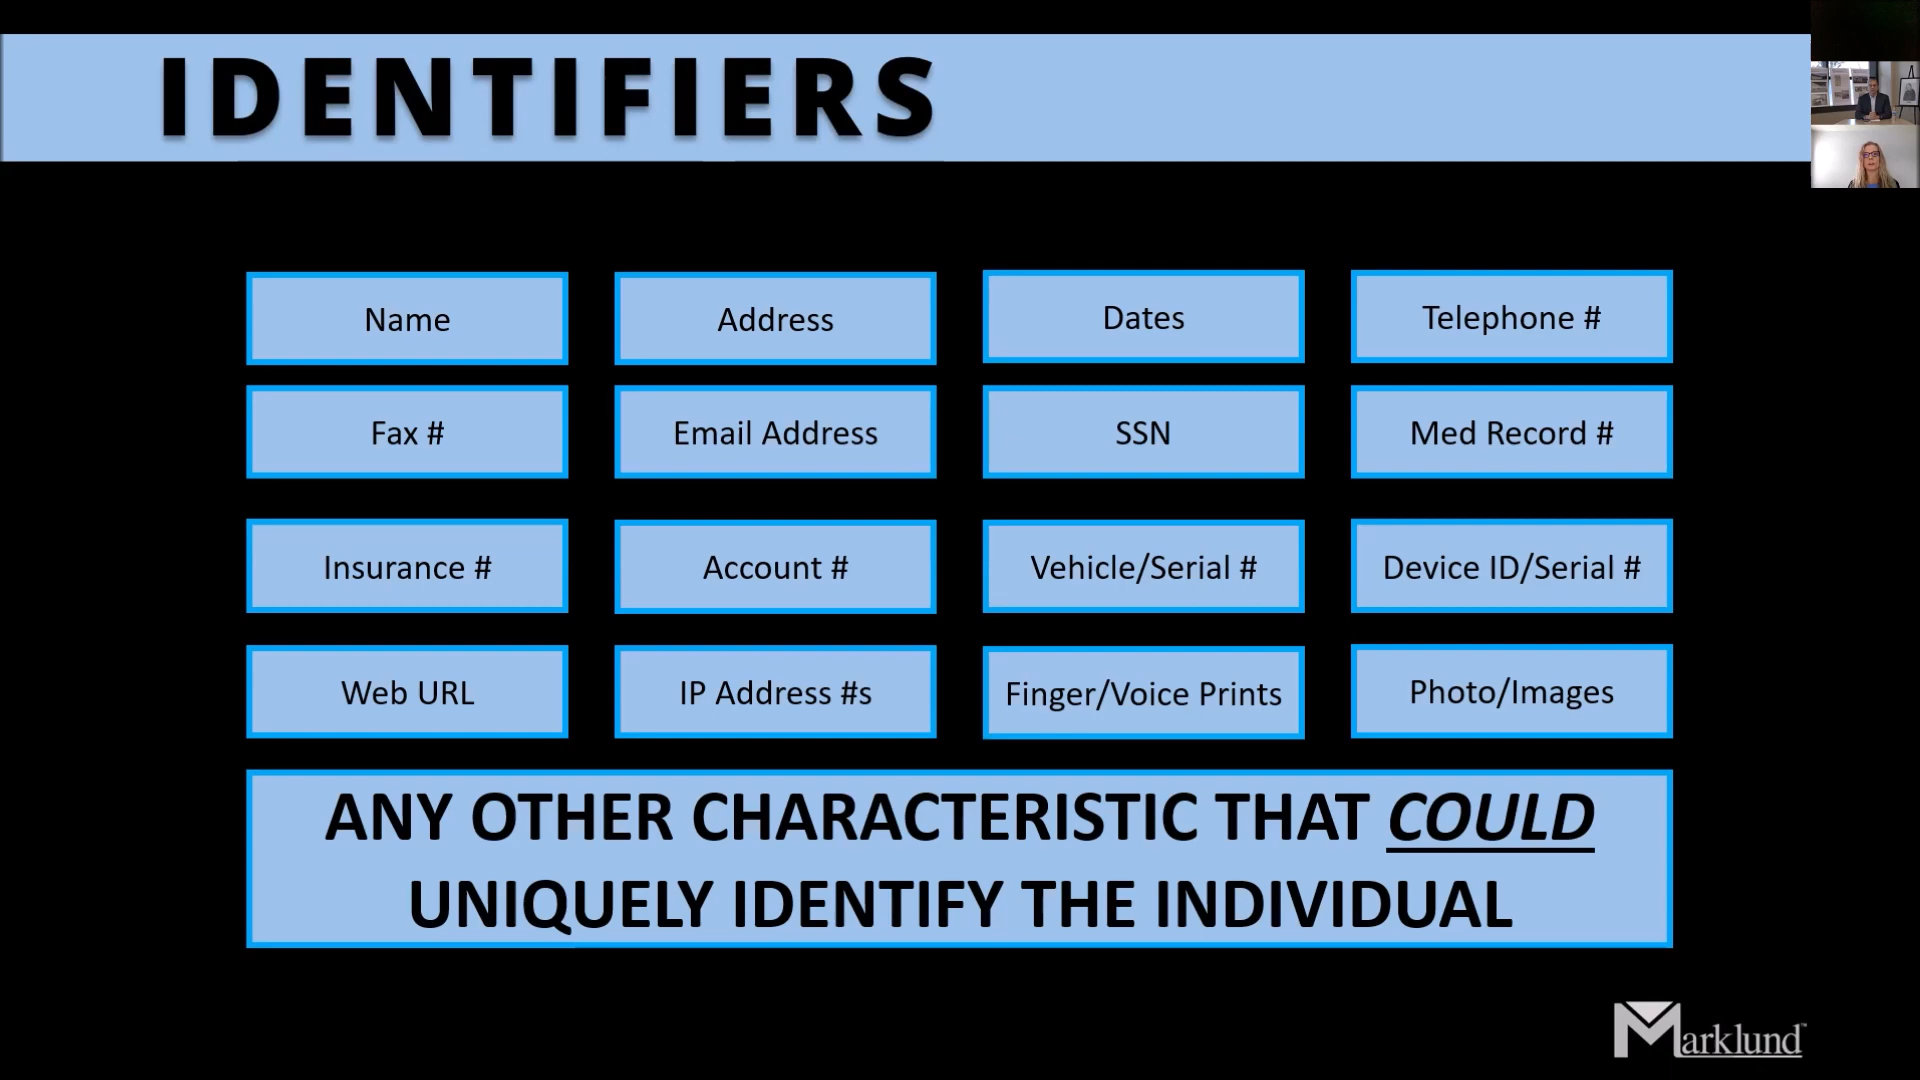 IDENTIFIERS
Name
Address
Dates
Telephone #
Fax #
Email Address
SSN
Med Record #
Insurance #
Account #
Vehicle/Serial #
Device ID/Serial #
Web URL
IP Address #s
Finger/Voice Prints
Photo/Images
ANY OTHER CHARACTERISTIC THAT COULD
UNIQUELY IDENTIFY THE INDIVIDUAL
Marklund™